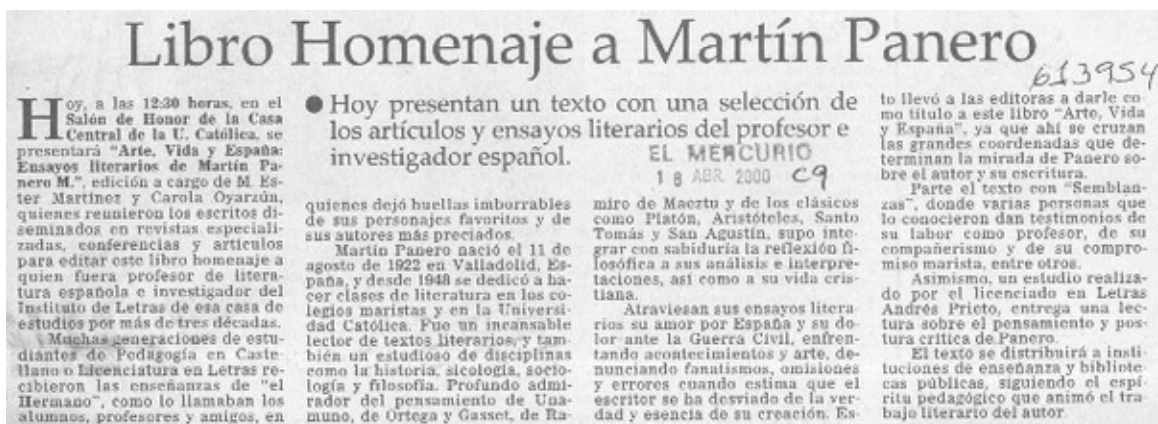 Libro Homenaje a Martín Panero
613954
Hoy, a las 12:30 horas, en el
Salón de Honor de la Casa
Central de la U. Católica, se
presentará "Arte, Vida y España:
Ensayos literarios de Martín Pa-
nero M.", edición a cargo de M. Es-
ter Martínez y Carola Oyarzún,
quienes reunieron los escritos di-
seminados en revistas especiali-
zadas, conferencias y artículos
para editar este libro homenaje a
quien fuera profesor de litera-
tura española e investigador del
Instituto de Letras de esa casa de
estudios por más de tres décadas.
Muchas generaciones de estu-
diantes de Pedagogía en Caste-
llano o Licenciatura en Letras re-
cibieron las enseñanzas de "el
Hermano", como lo llamaban los
alumnos, profesores y amigos, en
● Hoy presentan un texto con una selección de
los artículos y ensayos literarios del profesor e
investigador español.
EL MERCURIO
18 ABR 2000 C9
quienes dejó huellas imborrables
de sus personajes favoritos y de
sus autores más preciados.
Martín Panero nació el 11 de
agosto de 1922 en Valladolid, Es-
paña, y desde 1948 se dedicó a ha-
cer clases de literatura en los co-
legios maristas y en la Universi-
dad Católica. Fue un incansable
lector de textos literarios, y tam-
bién un estudioso de disciplinas
como la historia, sicología, socio-
logía y filosofía. Profundo admi-
rador del pensamiento de Una-
muno, de Ortega y Gasset, de Ra-
miro de Maeztu y de los clásicos
como Platón, Aristóteles, Santo
Tomás y San Agustín, supo inte-
grar con sabiduría la reflexión fi-
losófica a sus análisis e interpre-
taciones, así como a su vida cris-
tiana.
Atraviesan sus ensayos litera-
rios su amor por España y su do-
lor ante la Guerra Civil, enfren-
tando acontecimientos y arte, de-
nunciando fanatismos, omisiones
y errores cuando estima que el
escritor se ha desviado de la ver-
dad y esencia de su creación. Es-
to llevó a las editoras a darle co-
mo título a este libro "Arte, Vida
y España", ya que ahí se cruzan
las grandes coordenadas que de-
terminan la mirada de Panero so-
bre el autor y su escritura.
Parte el texto con "Semblan-
zas", donde varias personas que
lo conocieron dan testimonios de
su labor como profesor, de su
compañerismo y de su compro-
miso marista, entre otros.
Asimismo, un estudio realiza-
do por el licenciado en Letras
Andrés Prieto, entrega una lec-
tura sobre el pensamiento y pos-
tura crítica de Panero.
El texto se distribuirá a insti-
tuciones de enseñanza y bibliote-
cas públicas, siguiendo el espí-
ritu pedagógico que animó el tra-
bajo literario del autor.